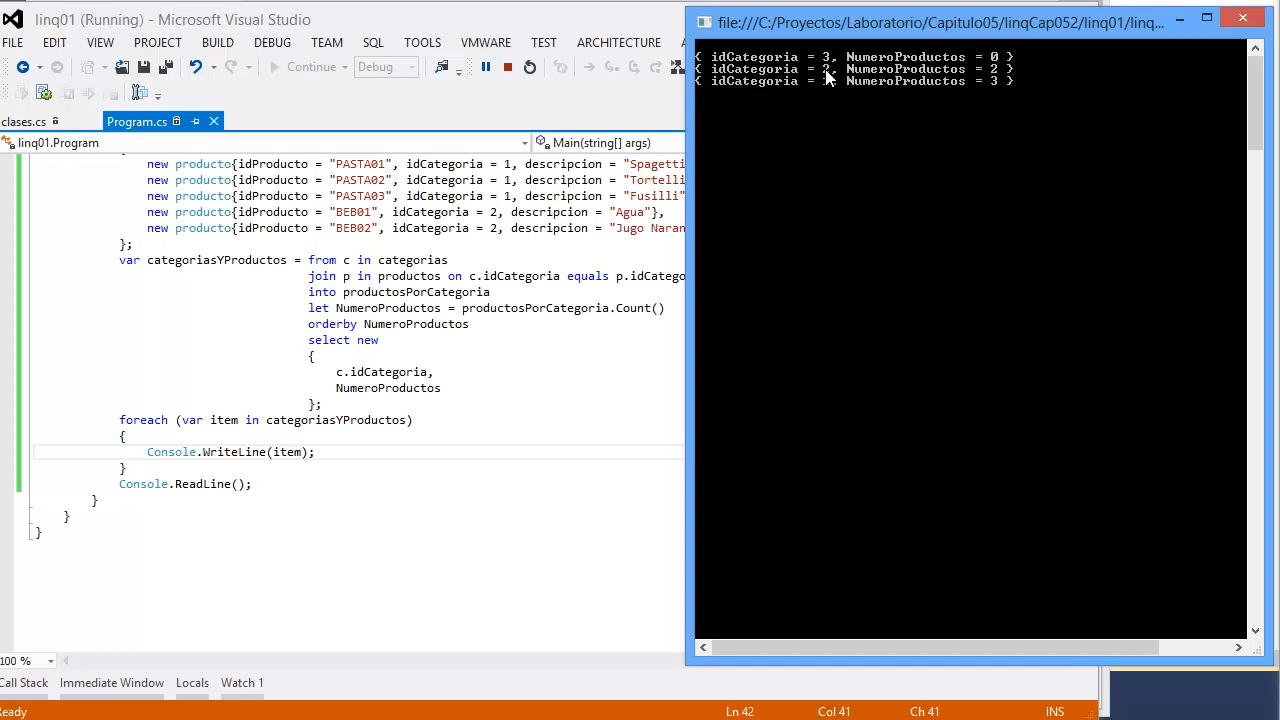 linq01 (Running) - Microsoft Visual Studio
FILE EDIT VIEW PROJECT BUILD DEBUG TEAM SQL TOOLS VMWARE TEST ARCHITECTURE
Continue Debug
clases.cs Program.cs
linq01.Program Main(string[] args)
new producto{idProducto = "PASTA01", idCategoria = 1, descripcion = "Spagetti
new producto{idProducto = "PASTA02", idCategoria = 1, descripcion = "Tortelli
new producto{idProducto = "PASTA03", idCategoria = 1, descripcion = "Fusilli"
new producto{idProducto = "BEB01", idCategoria = 2, descripcion = "Agua"},
new producto{idProducto = "BEB02", idCategoria = 2, descripcion = "Jugo Naran
};
var categoriasYProductos = from c in categorias
join p in productos on c.idCategoria equals p.idCatego
into productosPorCategoria
let NumeroProductos = productosPorCategoria.Count()
orderby NumeroProductos
select new
{
c.idCategoria,
NumeroProductos
};
foreach (var item in categoriasYProductos)
{
Console.WriteLine(item);
}
Console.ReadLine();
}
}
}
100 %
Call Stack Immediate Window Locals Watch 1
Ready Ln 42 Col 41 Ch 41 INS
file:///C:/Proyectos/Laboratorio/Capitulo05/linqCap052/linq01/linq...
{ idCategoria = 3, NumeroProductos = 0 }
{ idCategoria = 2, NumeroProductos = 2 }
{ idCategoria = NumeroProductos = 3 }